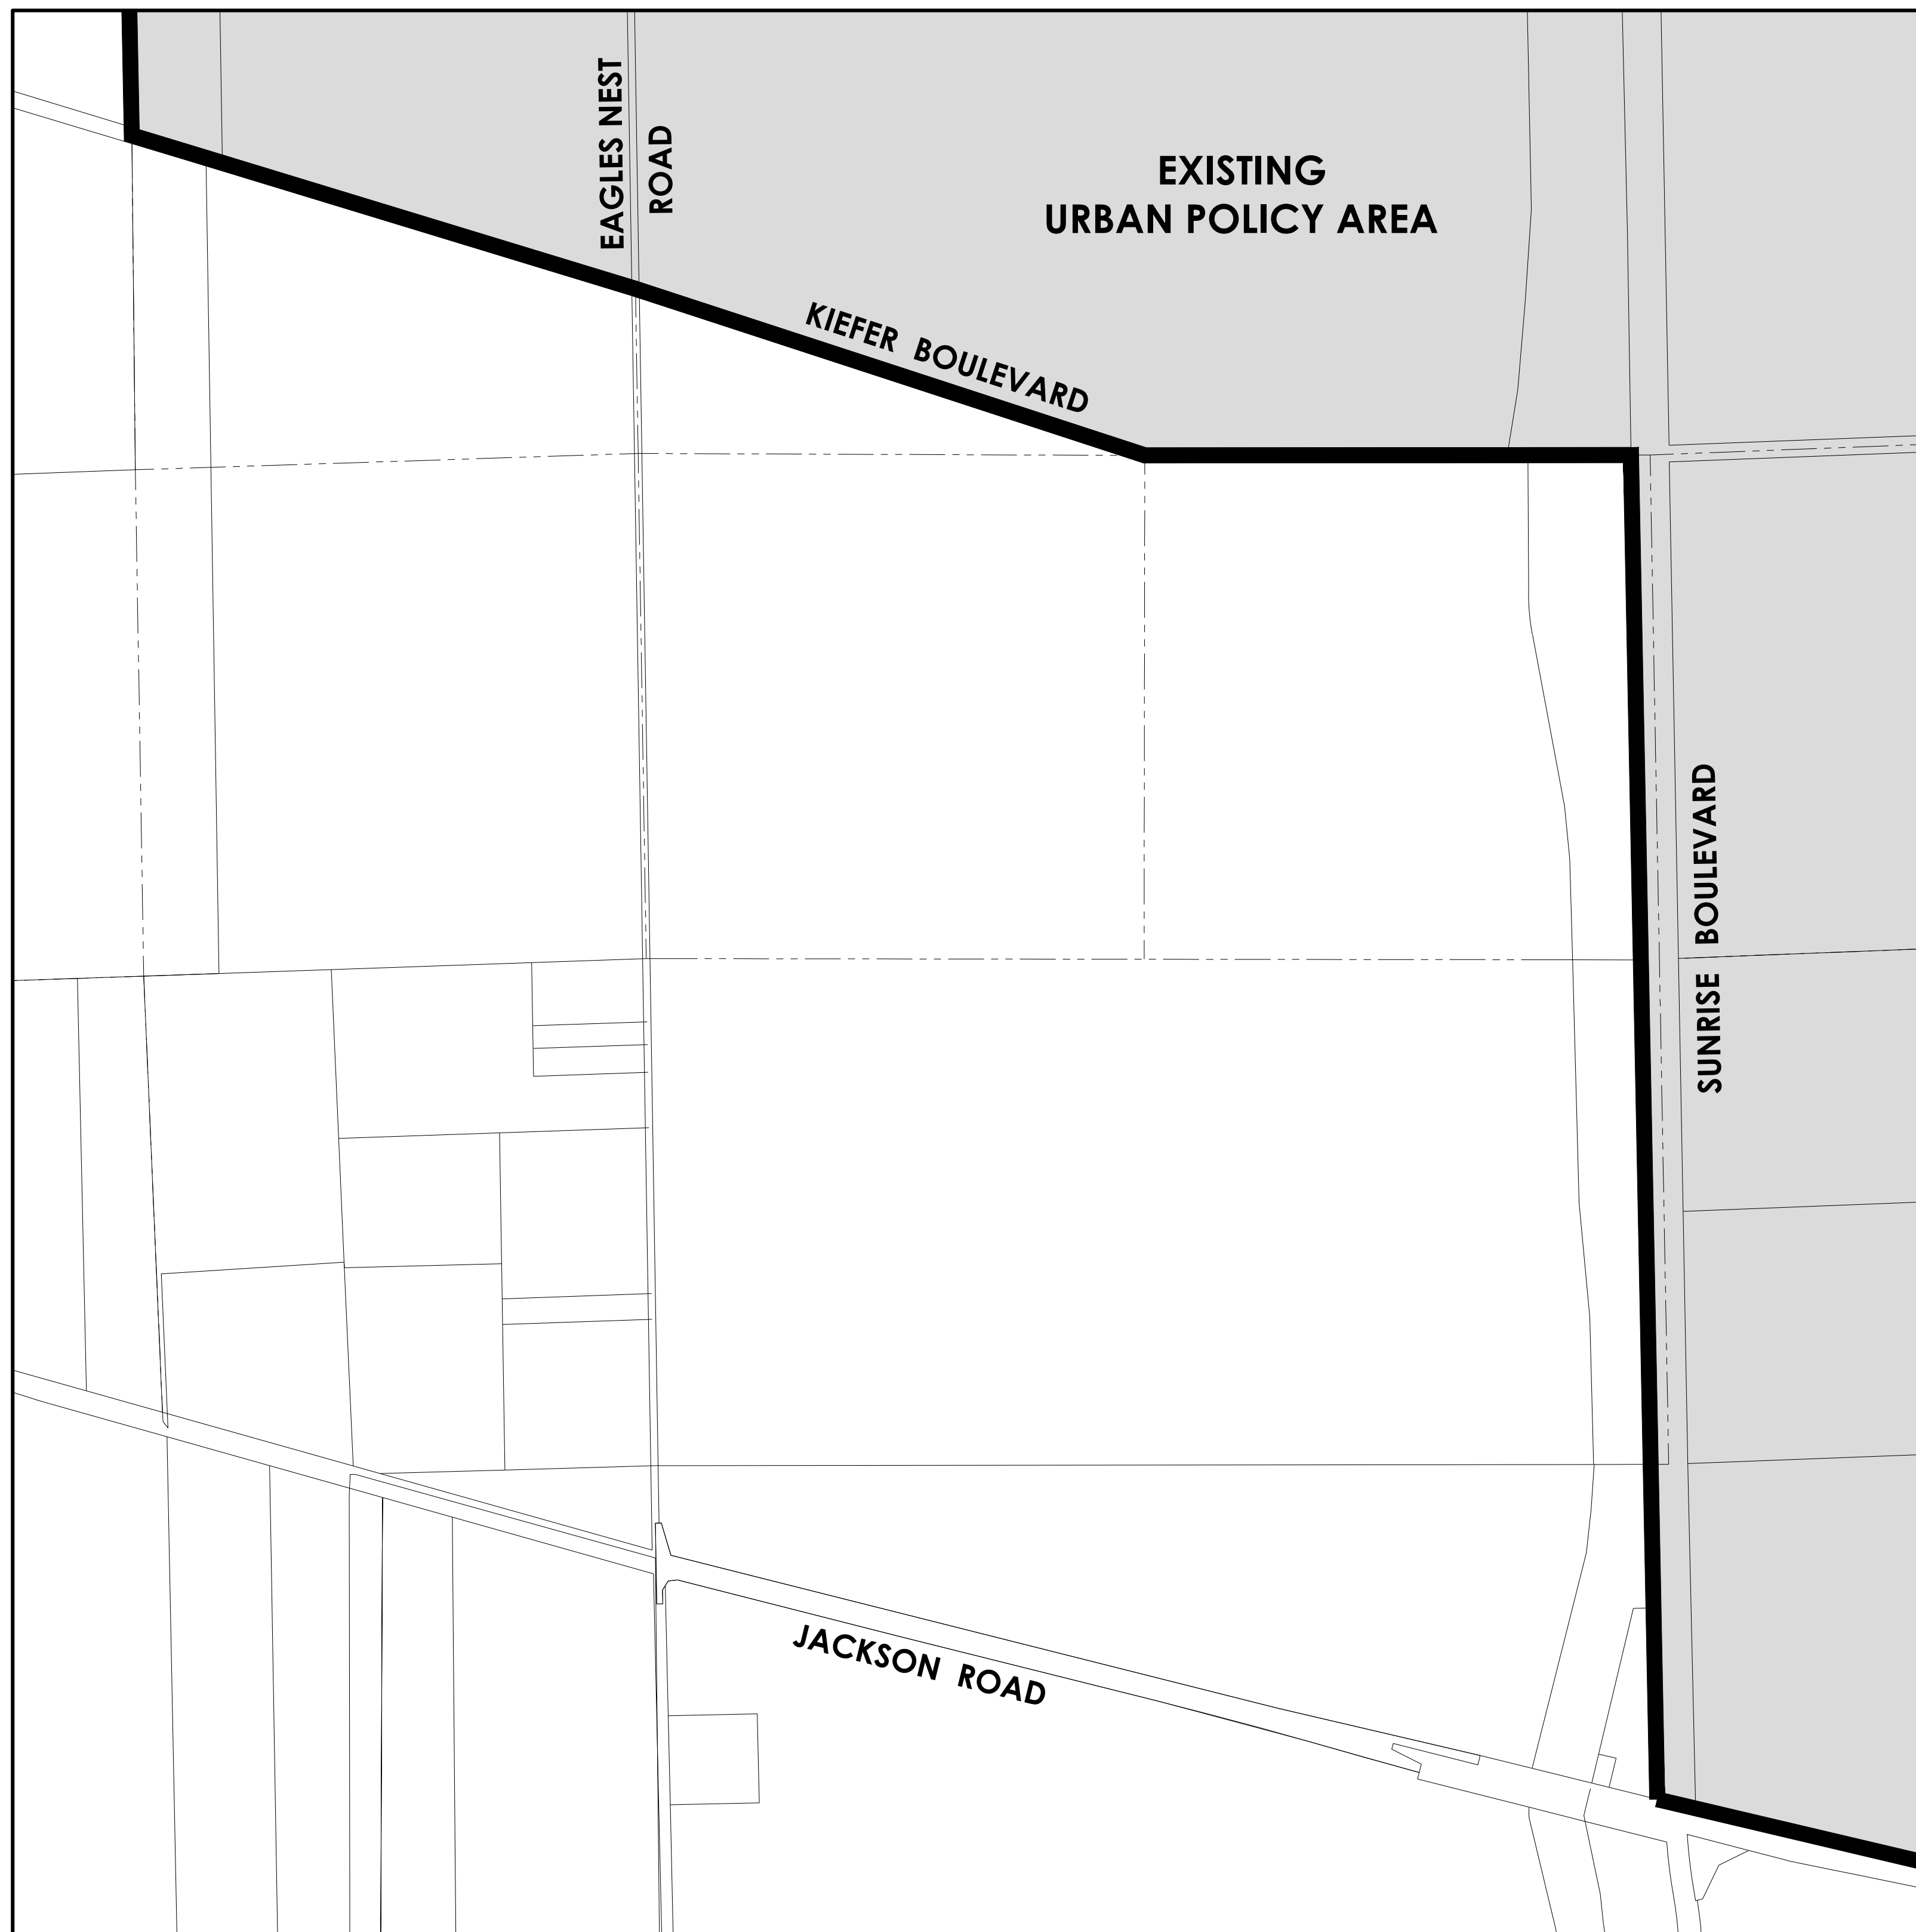 EAGLES NEST
ROAD
EXISTING
URBAN POLICY AREA
KIEFER BOULEVARD
SUNRISE BOULEVARD
JACKSON ROAD